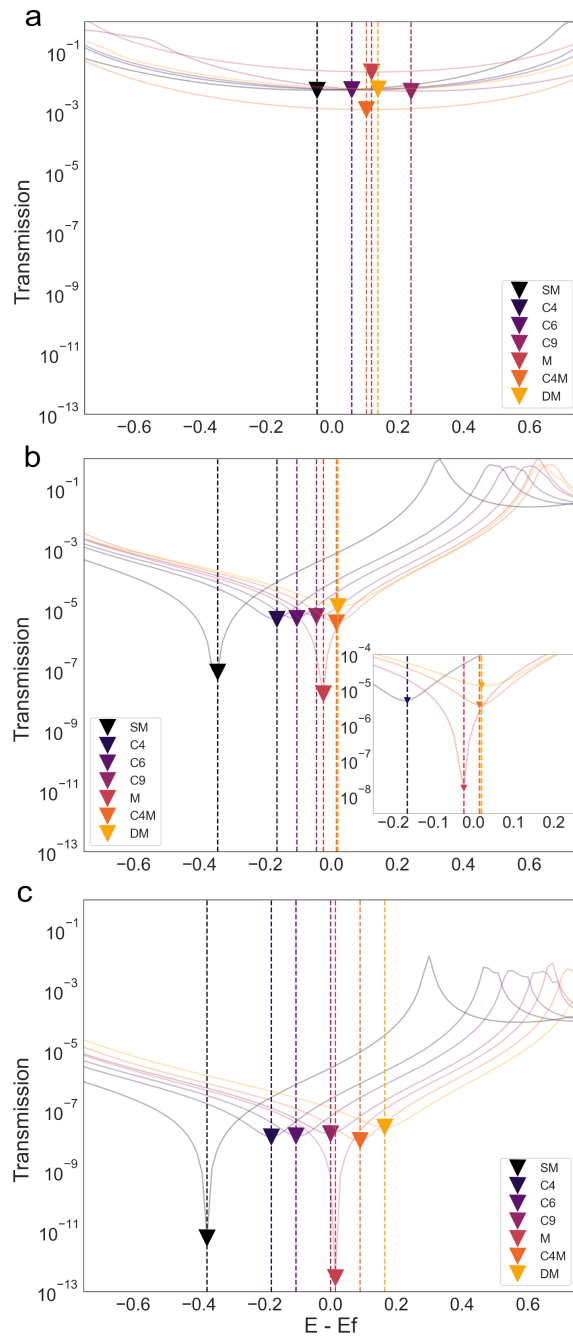 a
Transmission
10⁻¹
10⁻³
10⁻⁵
10⁻⁷
10⁻⁹
10⁻¹¹
10⁻¹³
SM
C4
C6
C9
M
C4M
DM
−0.6 −0.4 −0.2 0.0 0.2 0.4 0.6
b
Transmission
10⁻¹
10⁻³
10⁻⁵
10⁻⁷
10⁻⁹
10⁻¹¹
10⁻¹³
SM
C4
C6
C9
M
C4M
DM
10⁻⁴
10⁻⁵
10⁻⁶
10⁻⁷
10⁻⁸
−0.2 −0.1 0.0 0.1 0.2
−0.6 −0.4 −0.2 0.0 0.2 0.4 0.6
c
Transmission
10⁻¹
10⁻³
10⁻⁵
10⁻⁷
10⁻⁹
10⁻¹¹
10⁻¹³
SM
C4
C6
C9
M
C4M
DM
−0.6 −0.4 −0.2 0.0 0.2 0.4 0.6
E - Ef